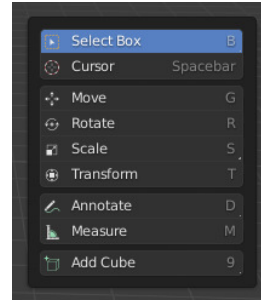 Select Box B
Cursor Spacebar
Move G
Rotate R
Scale S
Transform T
Annotate D
Measure M
Add Cube 9